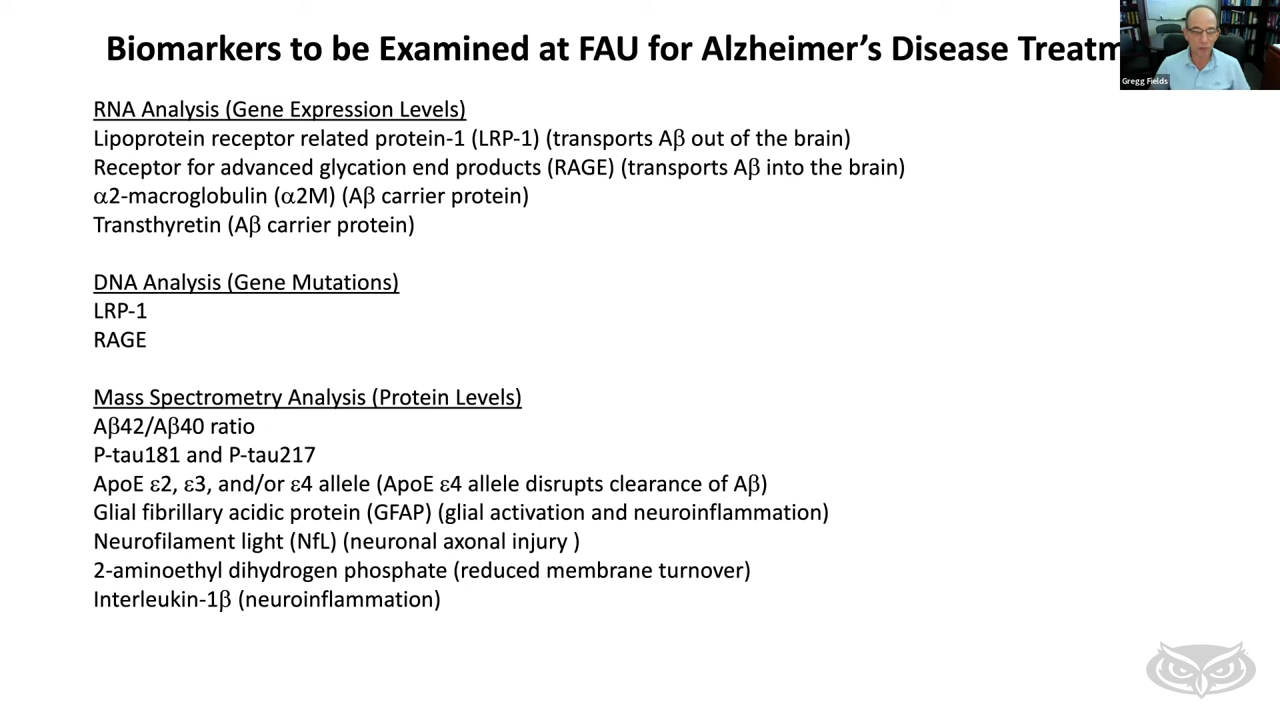 Biomarkers to be Examined at FAU for Alzheimer’s Disease
Gregg Fields
RNA Analysis (Gene Expression Levels)
Lipoprotein receptor related protein-1 (LRP-1) (transports Aβ out of the brain)
Receptor for advanced glycation end products (RAGE) (transports Aβ into the brain)
α2-macroglobulin (α2M) (Aβ carrier protein)
Transthyretin (Aβ carrier protein)
DNA Analysis (Gene Mutations)
LRP-1
RAGE
Mass Spectrometry Analysis (Protein Levels)
Aβ42/Aβ40 ratio
P-tau181 and P-tau217
ApoE ε2, ε3, and/or ε4 allele (ApoE ε4 allele disrupts clearance of Aβ)
Glial fibrillary acidic protein (GFAP) (glial activation and neuroinflammation)
Neurofilament light (NfL) (neuronal axonal injury )
2-aminoethyl dihydrogen phosphate (reduced membrane turnover)
Interleukin-1β (neuroinflammation)